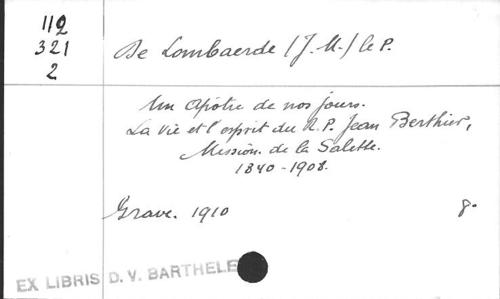 112
321
2
De Lombaerde (J. M.) le P.
Un Apôtre de nos jours.
La Vie et l'esprit du R.P. Jean Berthier,
Mission. de la Salette.
1840-1908.
Grave. 1910 8°
EX LIBRIS D. V. BARTHELE